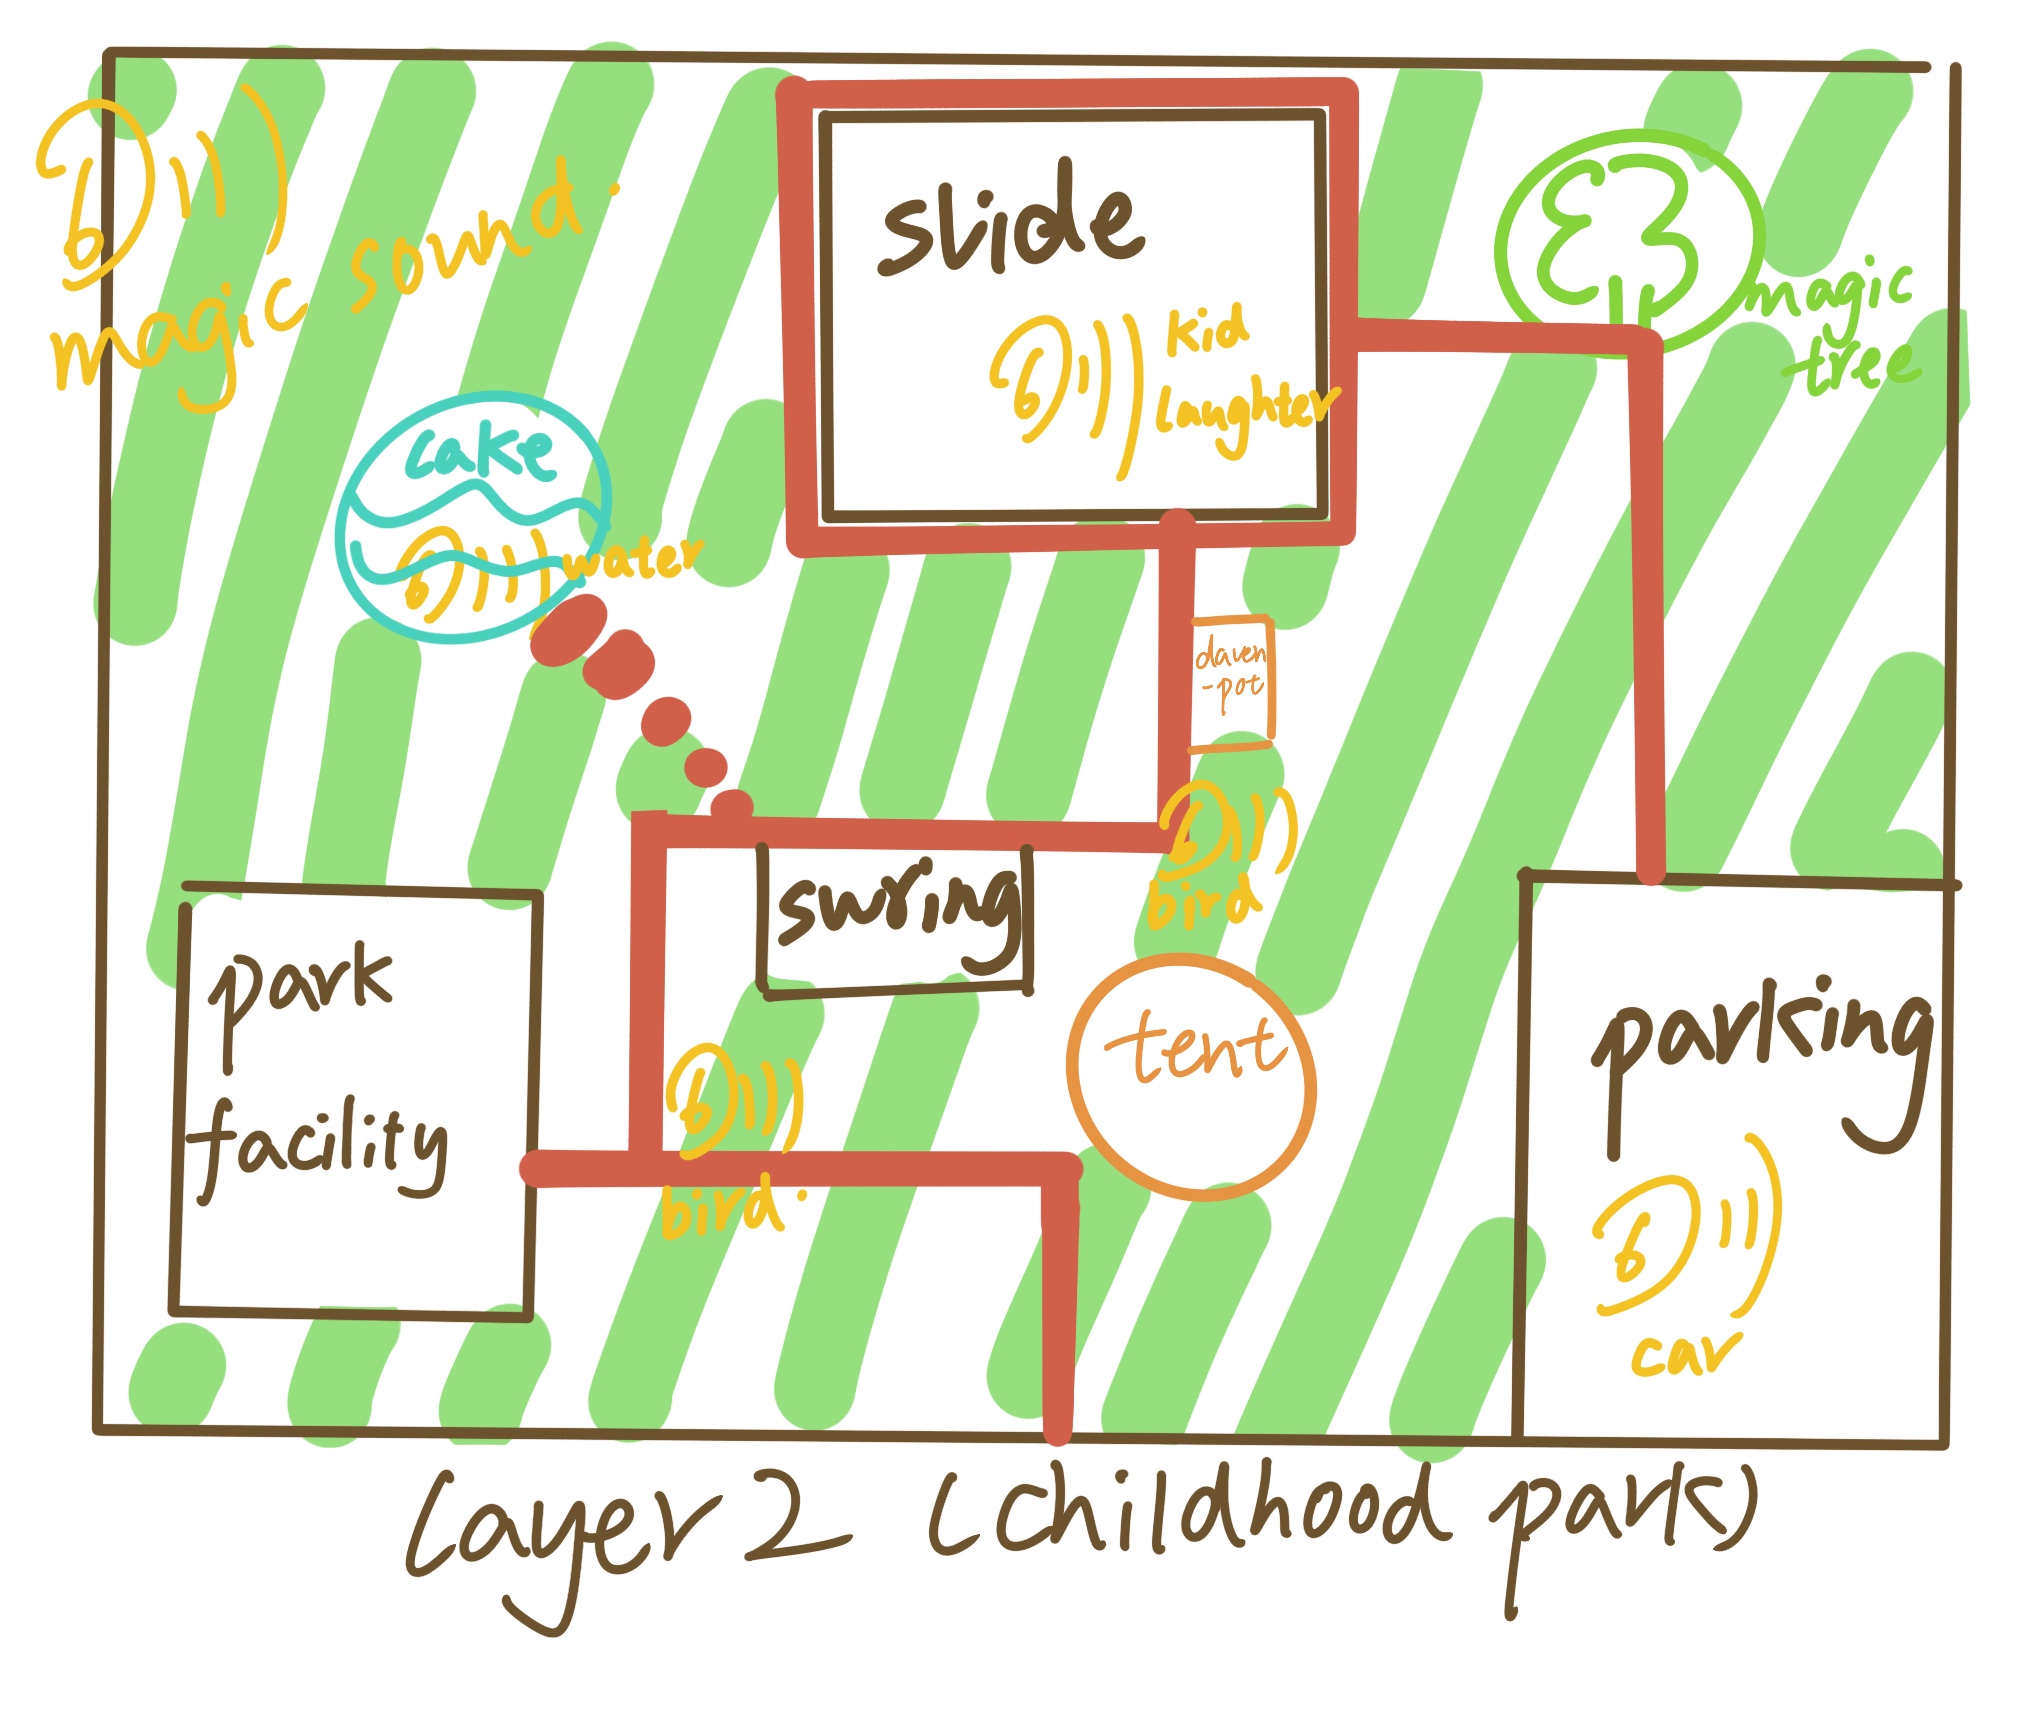 magic sound.
slide
kid
laughter
magic
tree
cake
water
daven
-pot
swing
bird
park
facility
tent
parking
bird.
car
Layer 2 (childhood park)